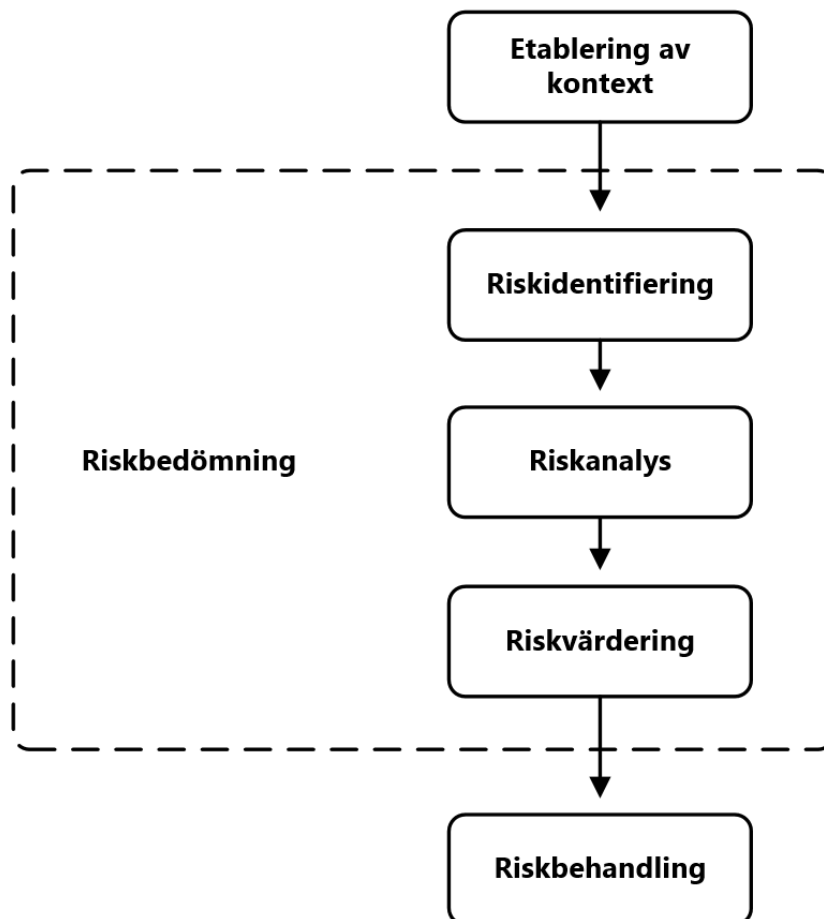 Etablering av
kontext
Riskidentifiering
Riskbedömning
Riskanalys
Riskvärdering
Riskbehandling